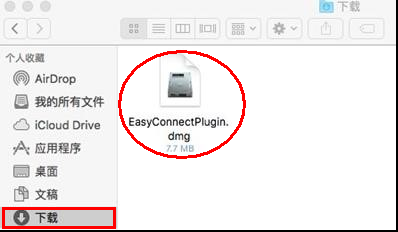 下载
个人收藏
AirDrop
我的所有文件
iCloud Drive
应用程序
桌面
文稿
下载
EasyConnectPlugin.
dmg
7.7 MB